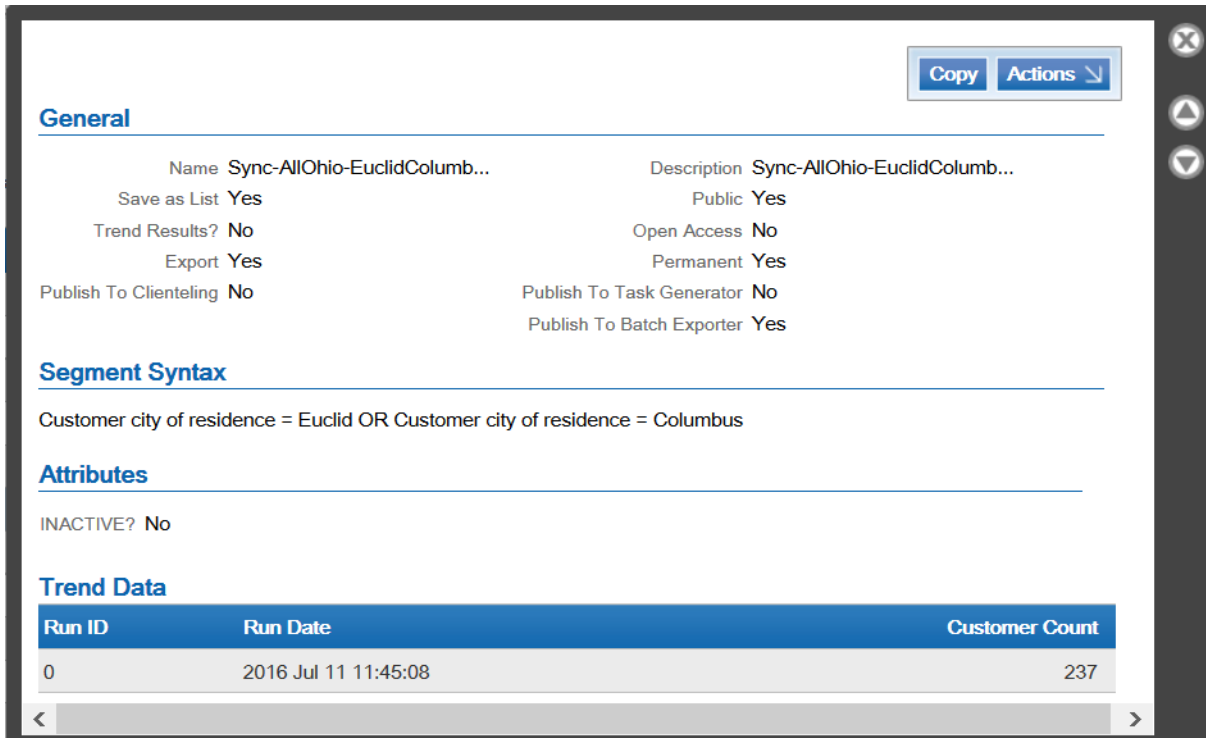 Copy Actions
General
Name Sync-AllOhio-EuclidColumb... Description Sync-AllOhio-EuclidColumb...
Save as List Yes Public Yes
Trend Results? No Open Access No
Export Yes Permanent Yes
Publish To Clienteling No Publish To Task Generator No
Publish To Batch Exporter Yes
Segment Syntax
Customer city of residence = Euclid OR Customer city of residence = Columbus
Attributes
INACTIVE? No
Trend Data
Run ID Run Date Customer Count
0 2016 Jul 11 11:45:08 237